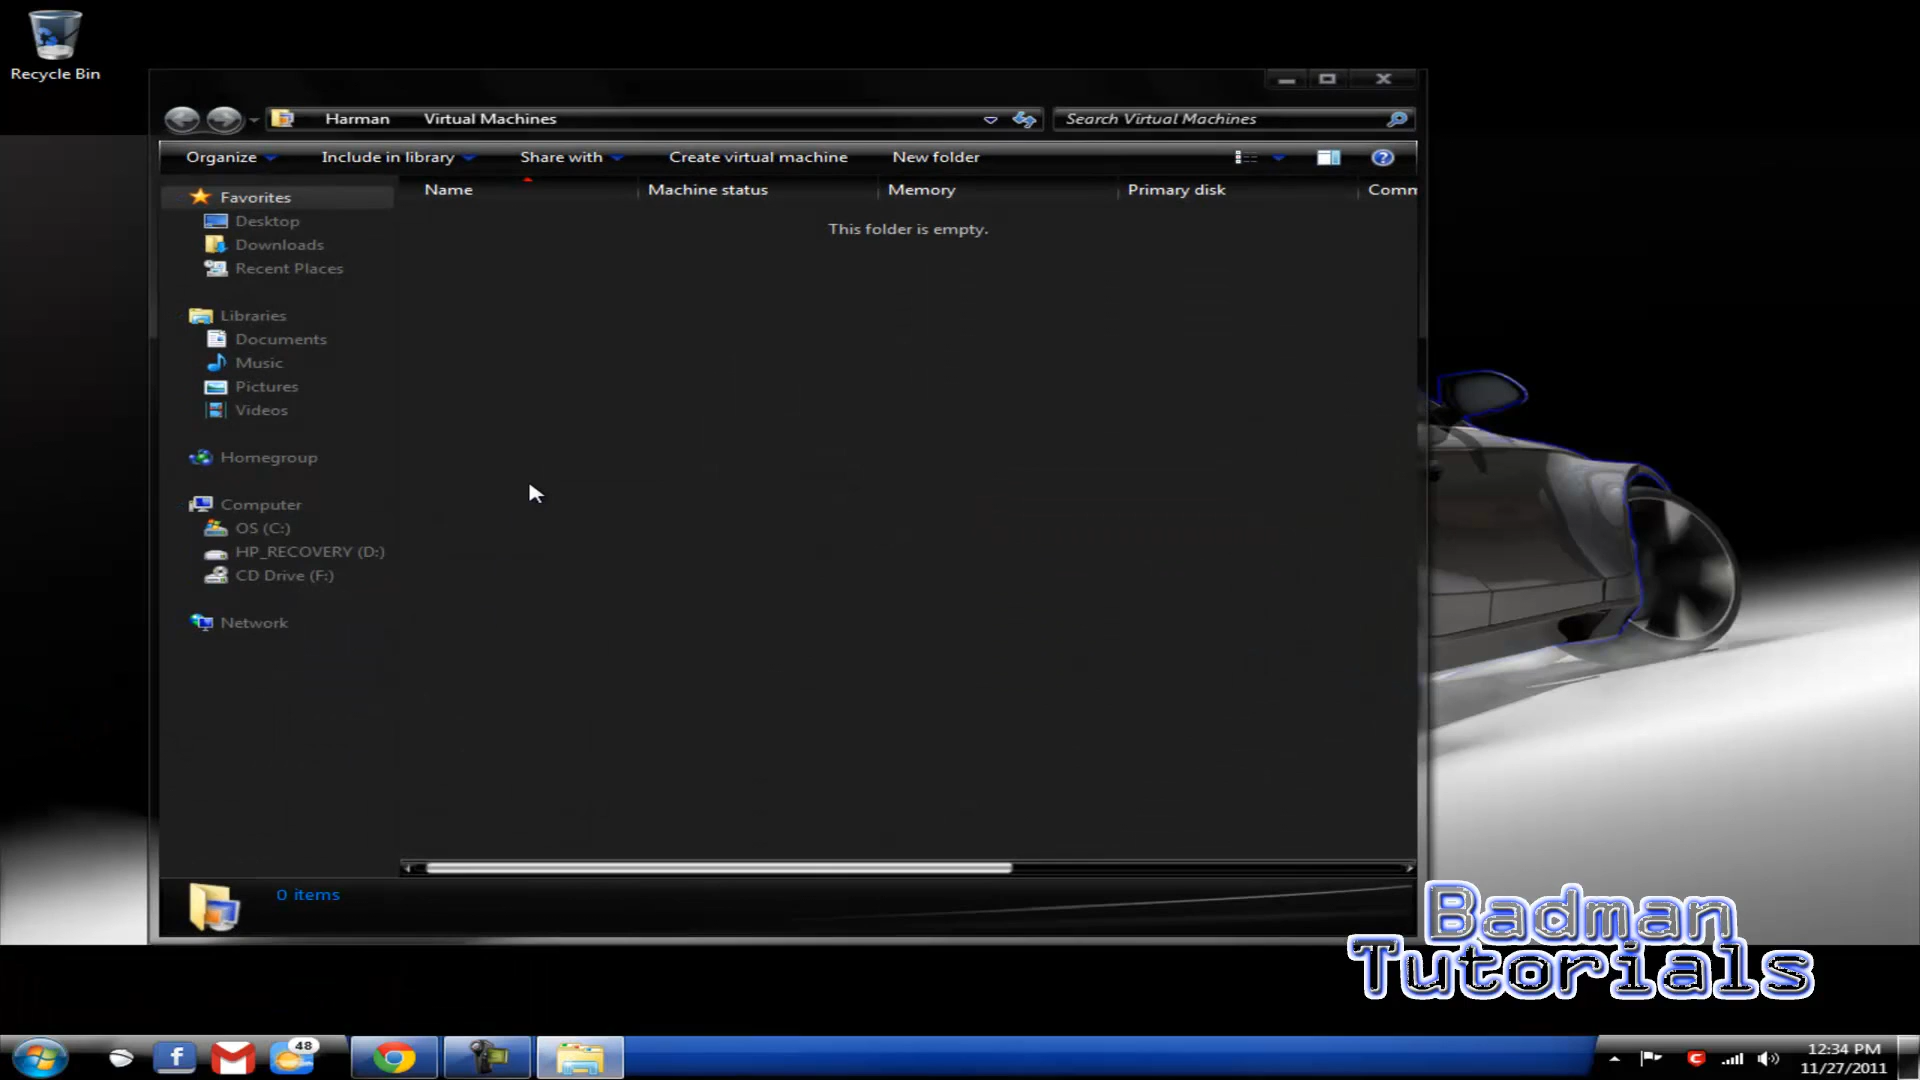 Recycle Bin
Harman Virtual Machines
Search Virtual Machines
Organize Include in library Share with Create virtual machine New folder
Name Machine status Memory Primary disk Comm
This folder is empty.
Favorites
Desktop
Downloads
Recent Places
Libraries
Documents
Music
Pictures
Videos
Homegroup
Computer
OS (C:)
HP_RECOVERY (D:)
CD Drive (F:)
Network
0 items
Badman
Tutorials
48
12:34 PM
11/27/2011